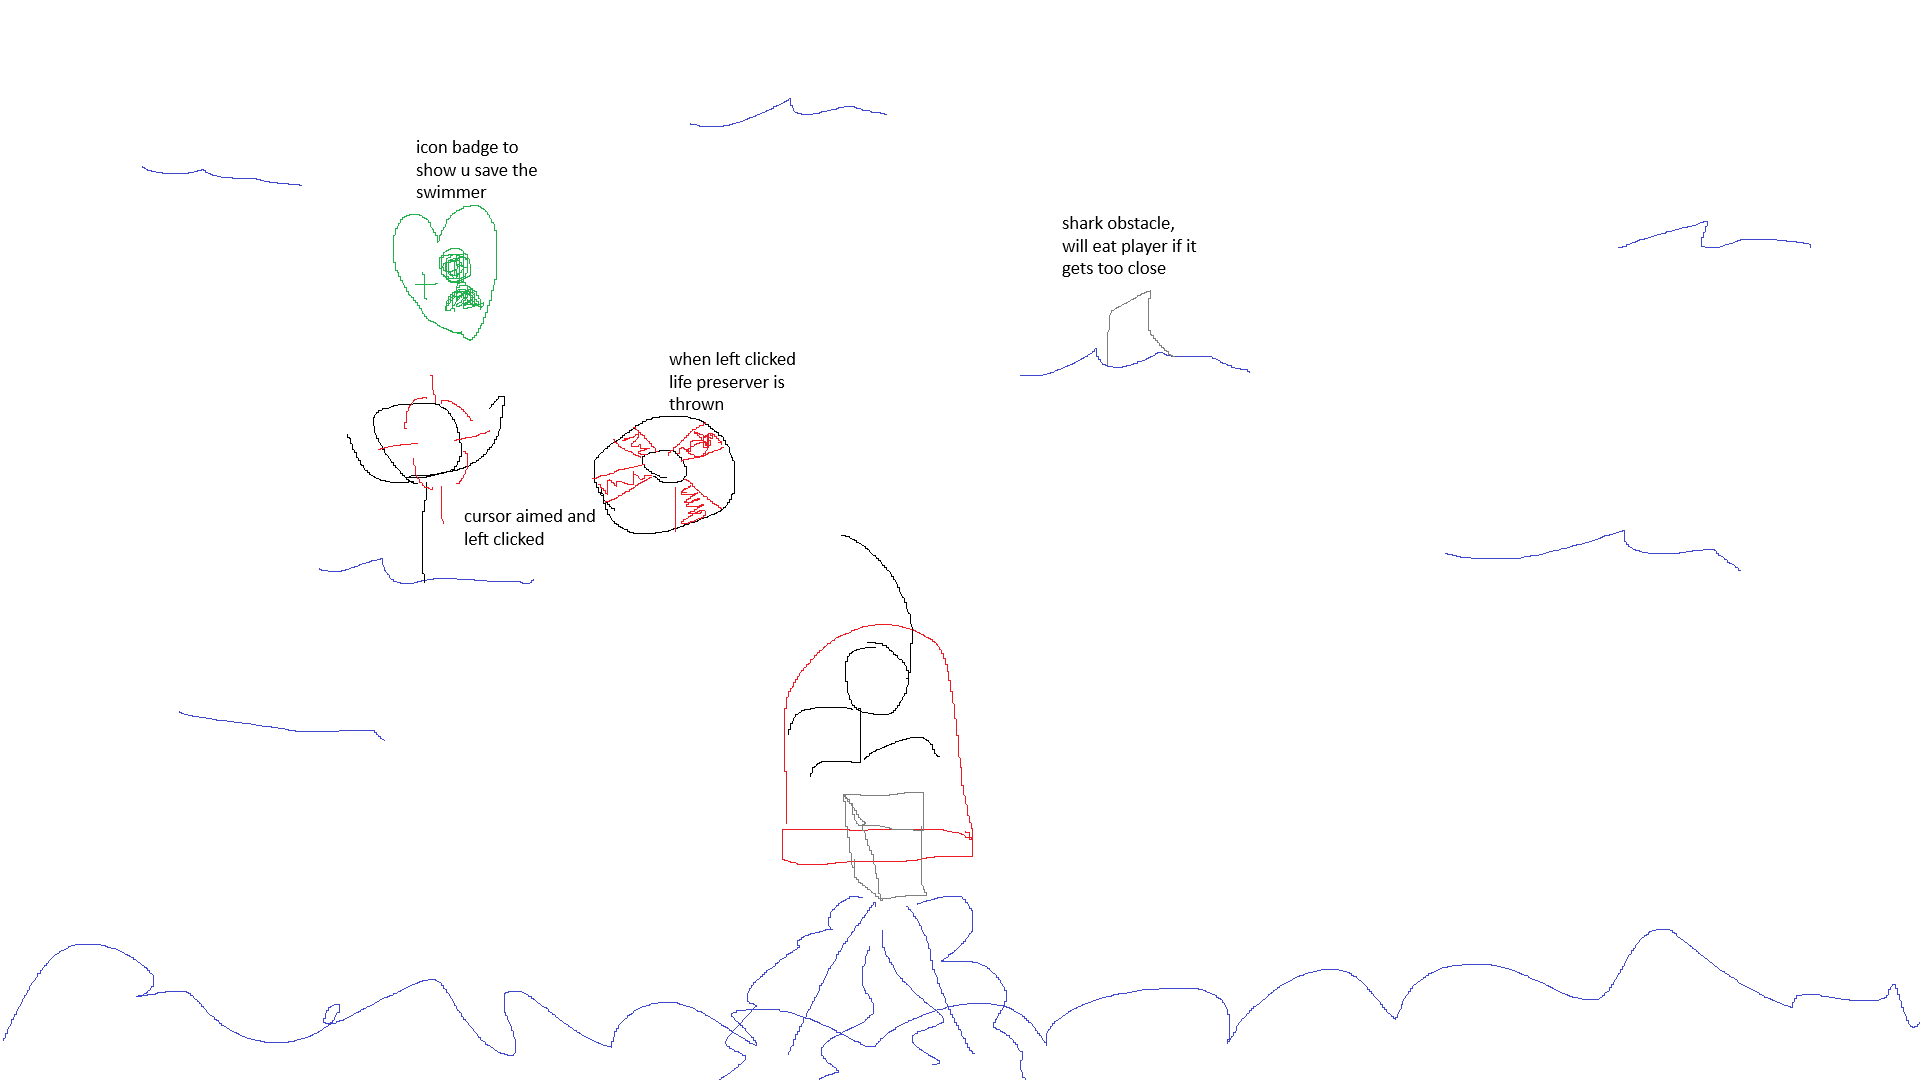 icon badge to
show u save the
swimmer
shark obstacle,
will eat player if it
gets too close
when left clicked
life preserver is
thrown
cursor aimed and
left clicked